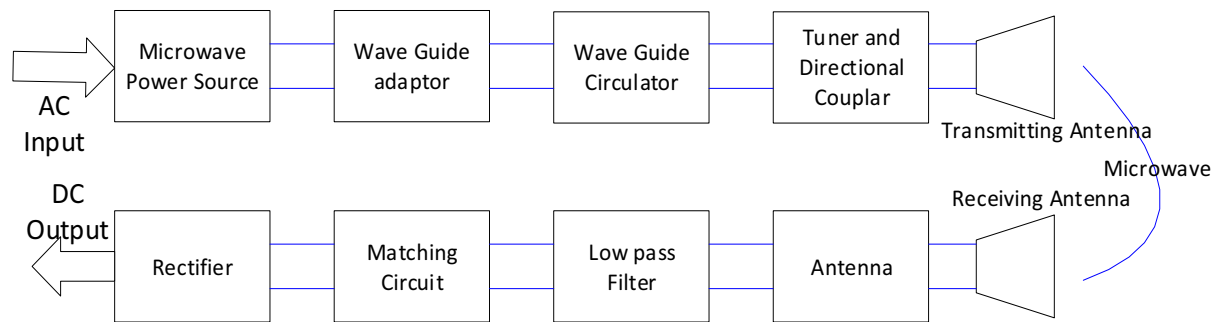 Microwave
Power Source
Wave Guide
adaptor
Wave Guide
Circulator
Tuner and
Directional
Couplar
AC
Input
Transmitting Antenna
Microwave
DC
Output
Rectifier
Matching
Circuit
Low pass
Filter
Antenna
Receiving Antenna